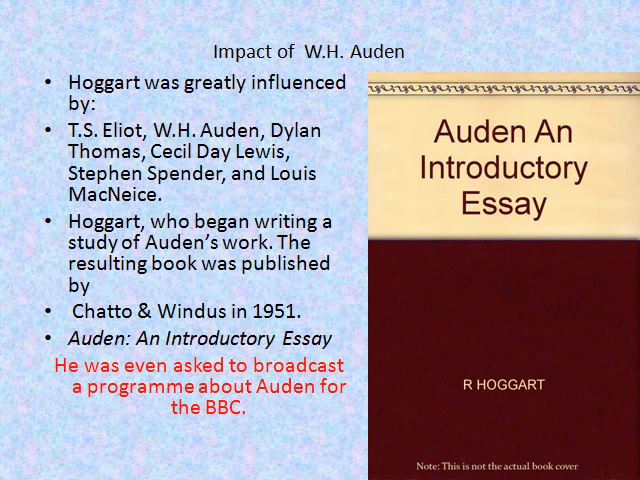 Impact of W.H. Auden
• Hoggart was greatly influenced
by:
• T.S. Eliot, W.H. Auden, Dylan
Thomas, Cecil Day Lewis,
Stephen Spender, and Louis
MacNeice.
• Hoggart, who began writing a
study of Auden’s work. The
resulting book was published
by
• Chatto & Windus in 1951.
• Auden: An Introductory Essay
He was even asked to broadcast
a programme about Auden for
the BBC.
Auden An
Introductory
Essay
R HOGGART
Note: This is not the actual book cover